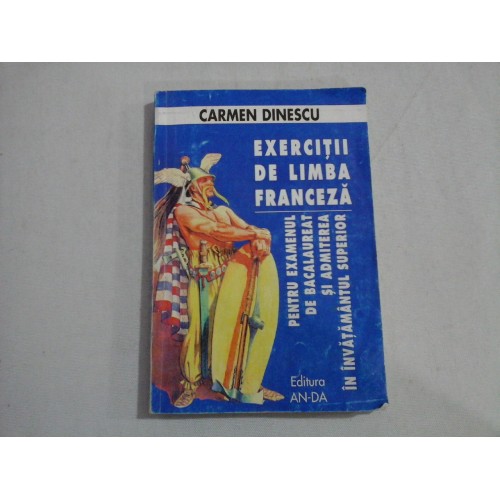 CARMEN DINESCU
EXERCIȚII
DE LIMBA
FRANCEZĂ
PENTRU EXAMENUL
DE BACALAUREAT
ȘI ADMITEREA
ÎN ÎNVĂȚĂMÂNTUL SUPERIOR
Editura
AN-DA